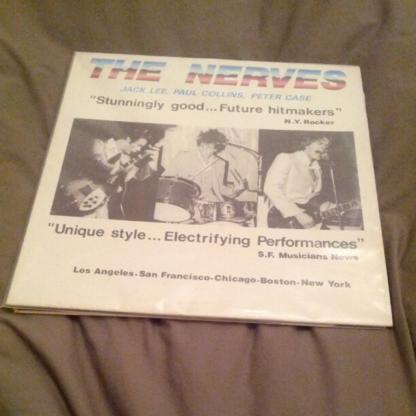 THE NERVES
JACK LEE, PAUL COLLINS, PETER CASE
"Stunningly good...Future hitmakers"
N.Y. Rocker
"Unique style...Electrifying Performances"
S.F. Musicians News
Los Angeles-San Francisco-Chicago-Boston-New York